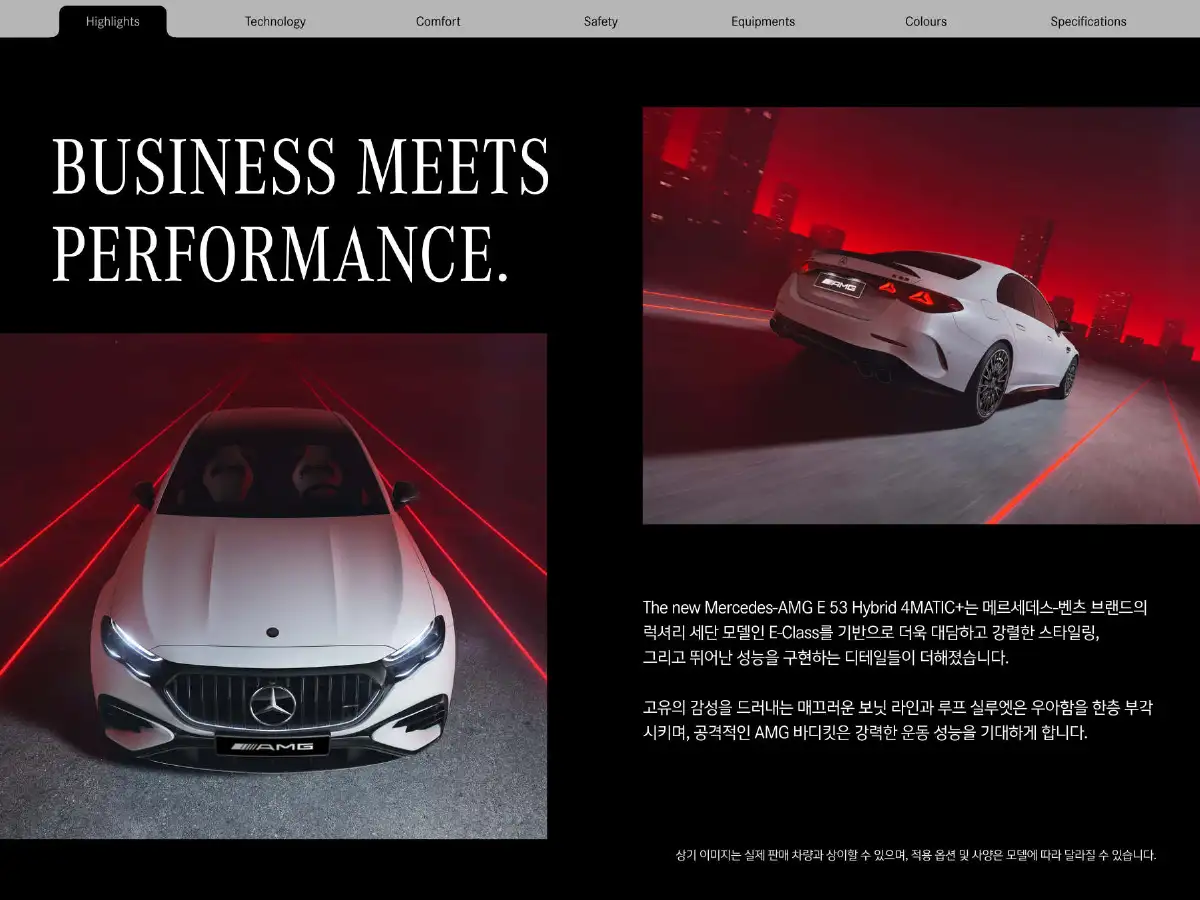 Highlights
Technology
Comfort
Safety
Equipments
Colours
Specifications
BUSINESS MEETS
PERFORMANCE.
AMG
AMG
The new Mercedes-AMG E 53 Hybrid 4MATIC+는 메르세데스-벤츠 브랜드의
럭셔리 세단 모델인 E-Class를 기반으로 더욱 대담하고 강렬한 스타일링,
그리고 뛰어난 성능을 구현하는 디테일들이 더해졌습니다.
고유의 감성을 드러내는 매끄러운 보닛 라인과 루프 실루엣은 우아함을 한층 부각
시키며, 공격적인 AMG 바디킷은 강력한 운동 성능을 기대하게 합니다.
상기 이미지는 실제 판매 차량과 상이할 수 있으며, 적용 옵션 및 사양은 모델에 따라 달라질 수 있습니다.